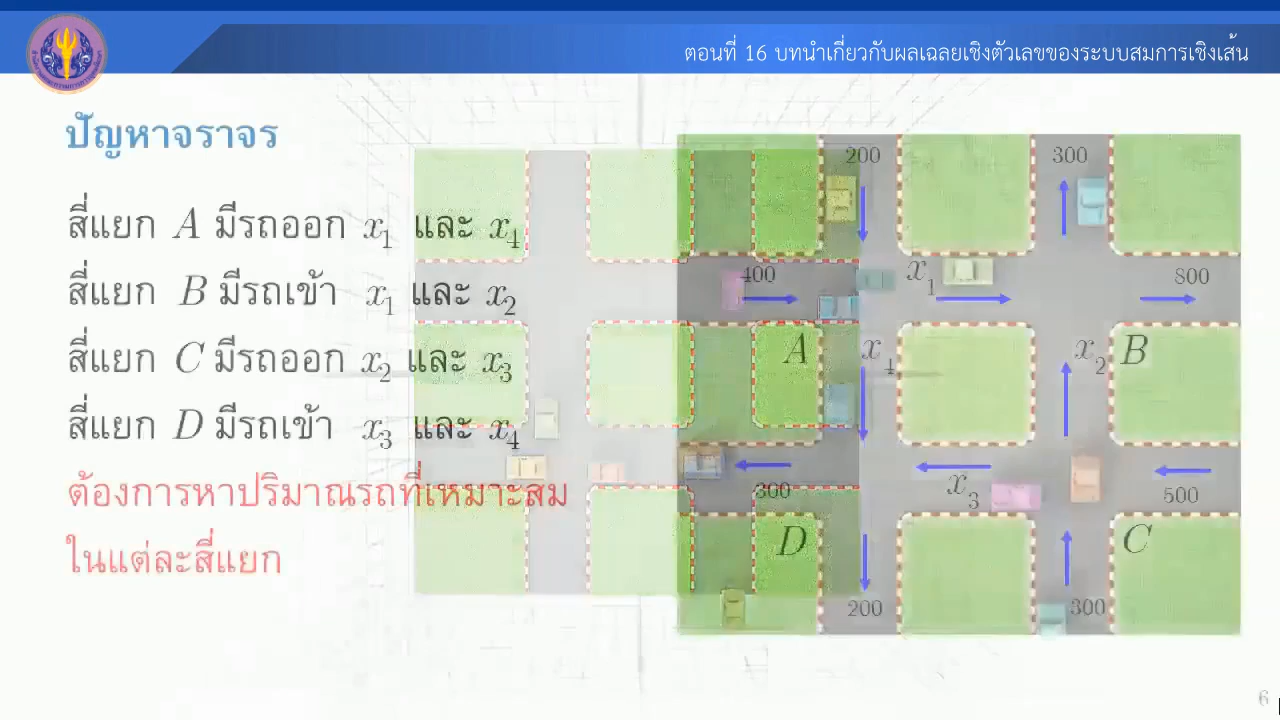 ตอนที่ 16 บทนำเกี่ยวกับผลเฉลยเชิงตัวเลขของระบบสมการเชิงเส้น
ปัญหาจราจร
สี่แยก A มีรถออก x₁ และ x₄
สี่แยก B มีรถเข้า x₁ และ x₂
สี่แยก C มีรถออก x₂ และ x₃
สี่แยก D มีรถเข้า x₃ และ x₄
ต้องการหาปริมาณรถที่เหมาะสม
ในแต่ละสี่แยก
200 300
400 x₁ 800
A x₄ x₂ B
300 x₃ 500
D C
200 300
6